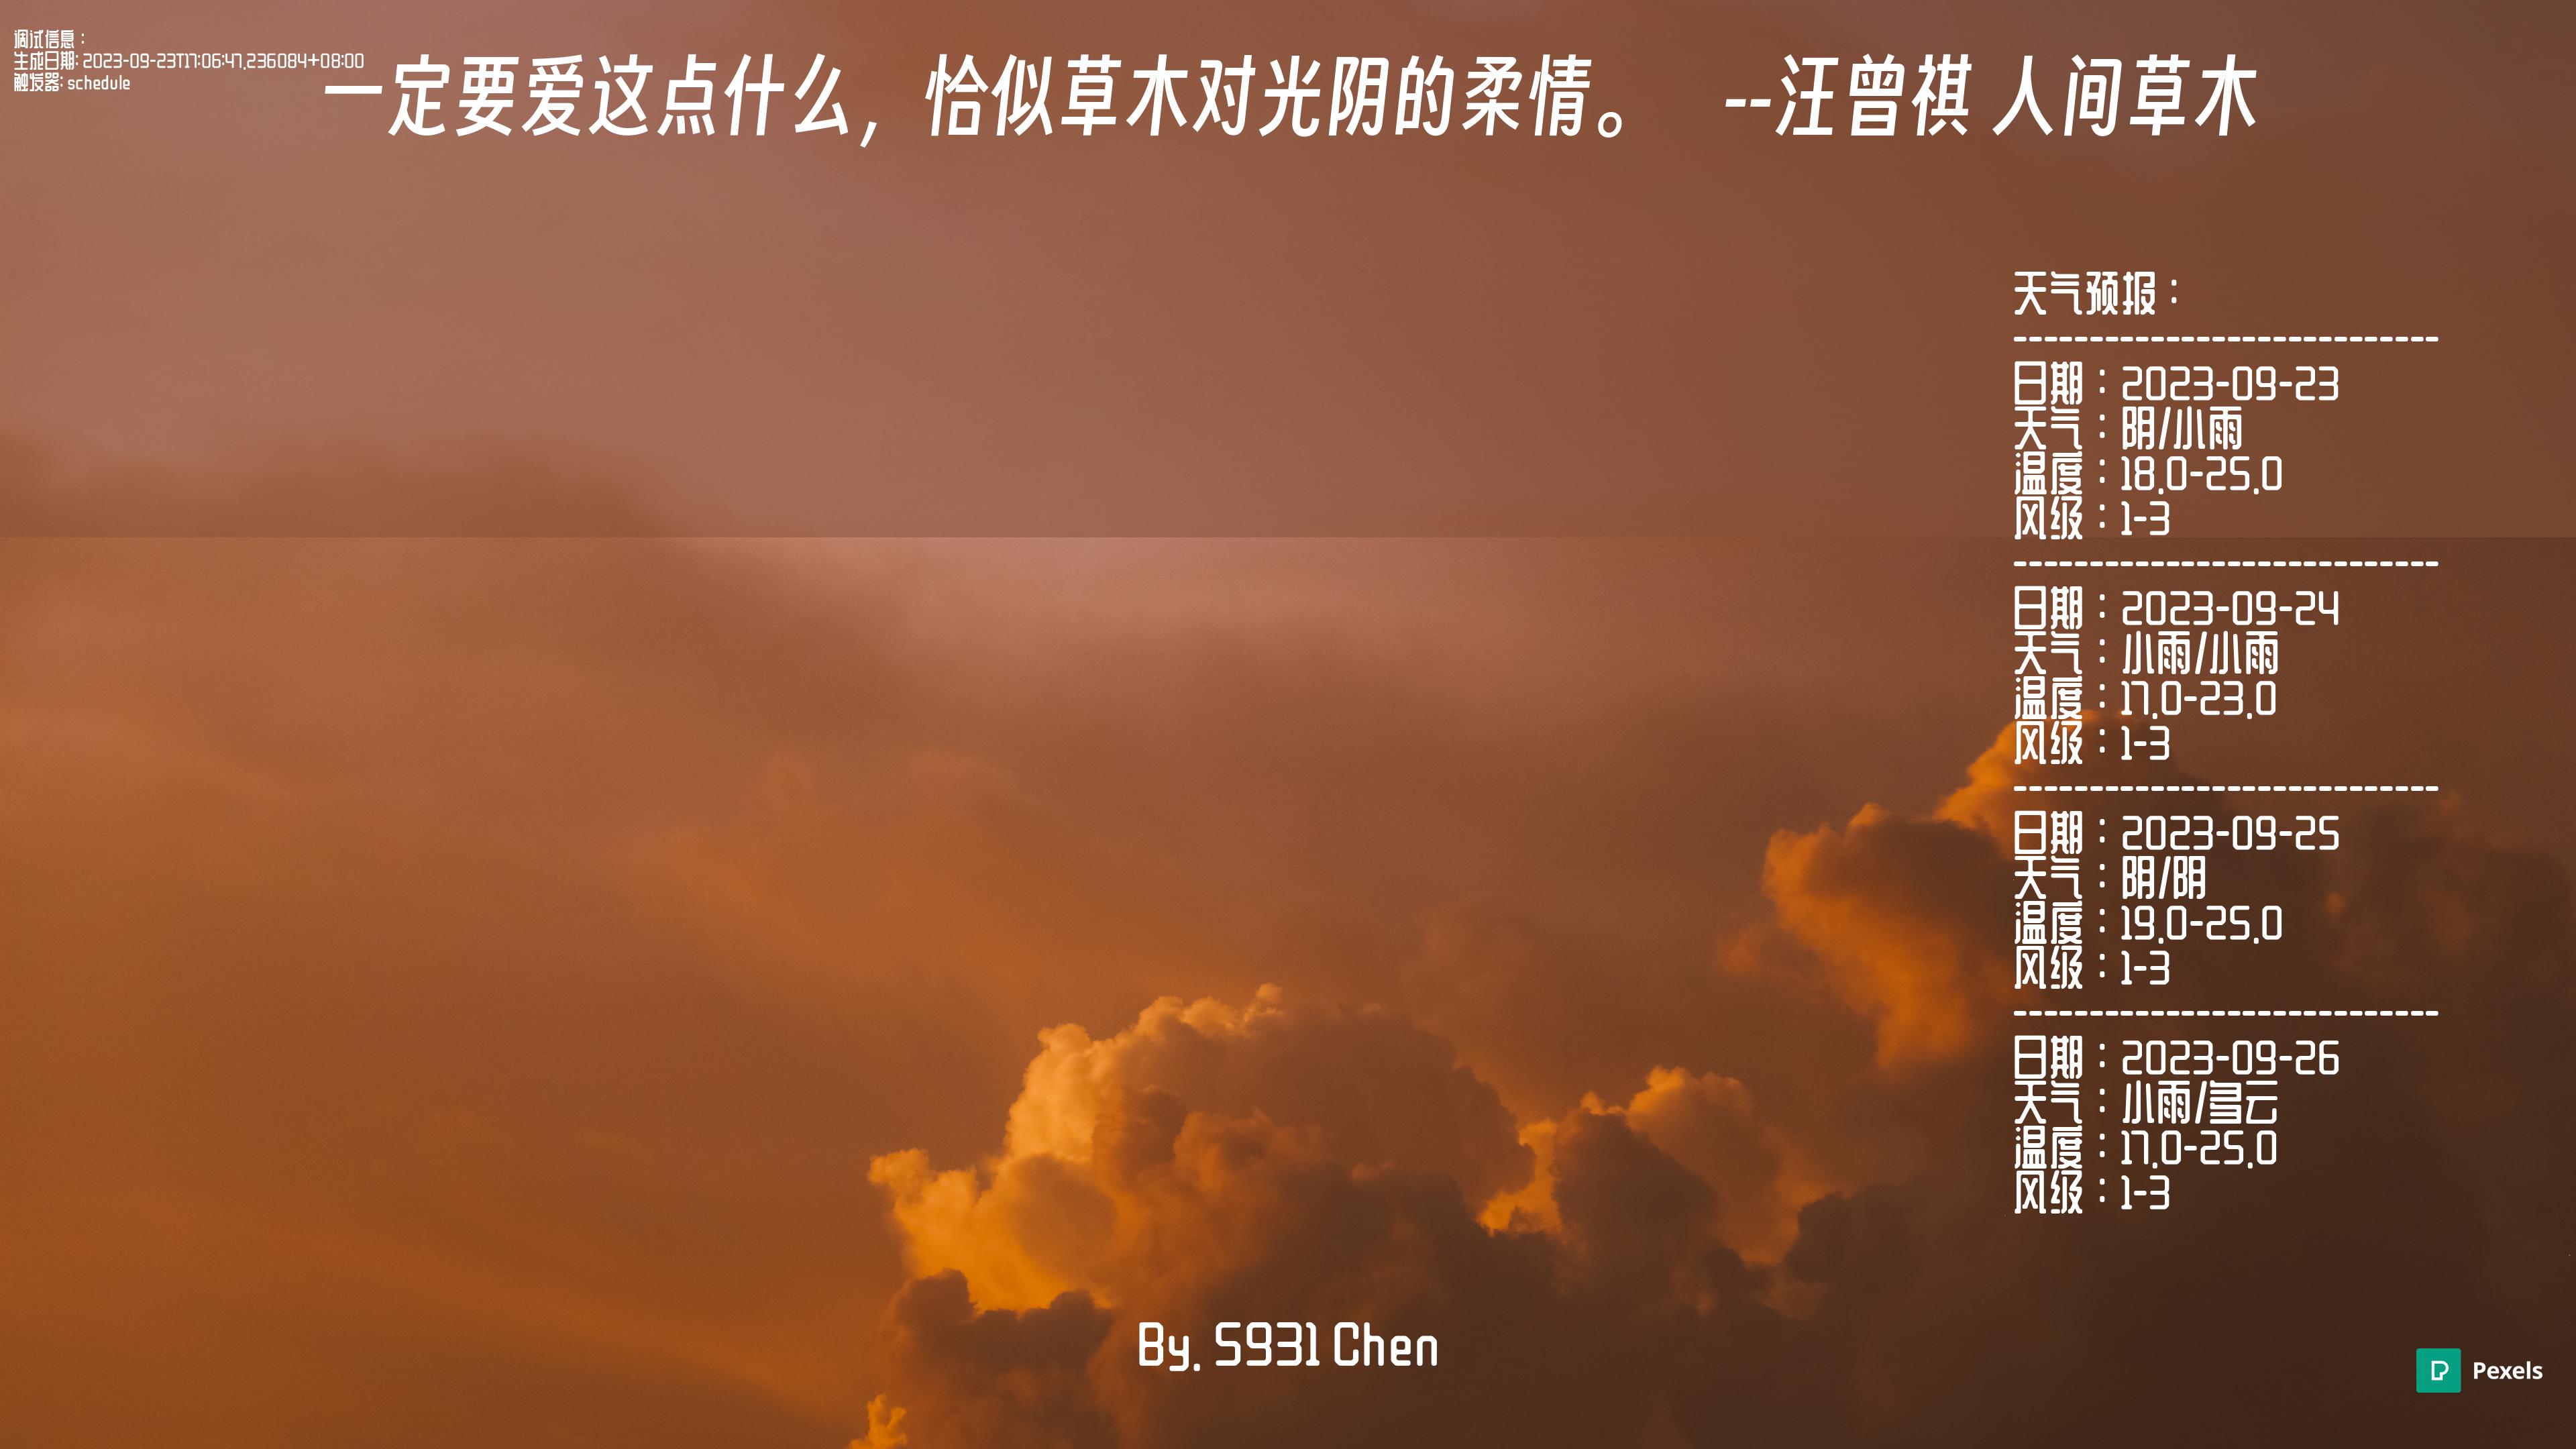 调试信息：
生成日期: 2023-09-23T17:06:47.236084+08:00
触发器: schedule
一定要爱这点什么，恰似草木对光阴的柔情。 --汪曾祺 人间草木
天气预报：
----------------------------
日期：2023-09-23
天气：阴/小雨
温度：18.0-25.0
风级：1-3
----------------------------
日期：2023-09-24
天气：小雨/小雨
温度：17.0-23.0
风级：1-3
----------------------------
日期：2023-09-25
天气：阴/阴
温度：19.0-25.0
风级：1-3
----------------------------
日期：2023-09-26
天气：小雨/多云
温度：17.0-25.0
风级：1-3
By. S931 Chen
Pexels